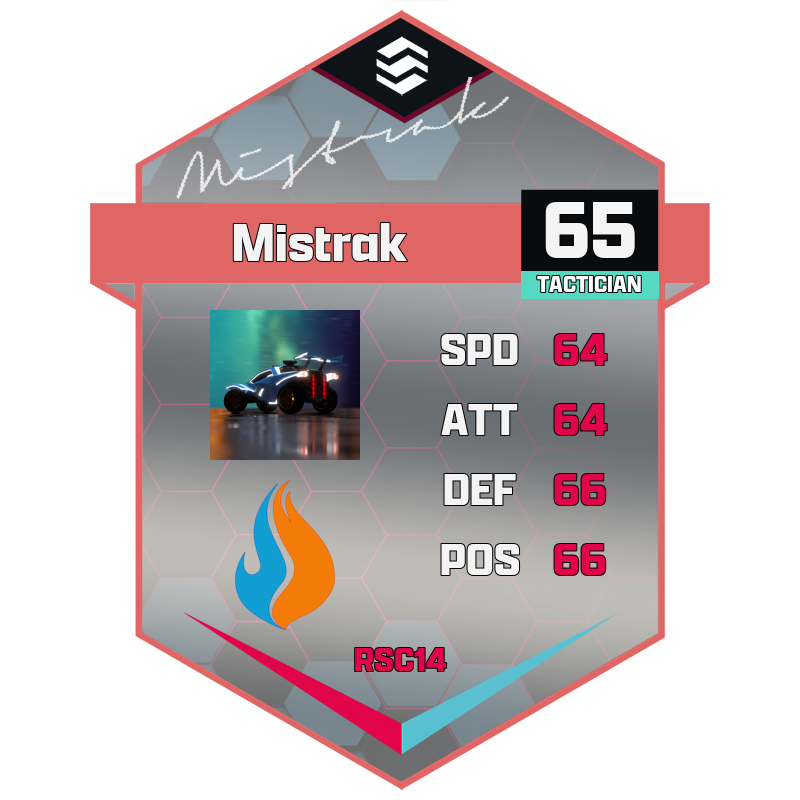 Mistrak
Mistrak
65
TACTICIAN
SPD 64
ATT 64
DEF 66
POS 66
RSC14